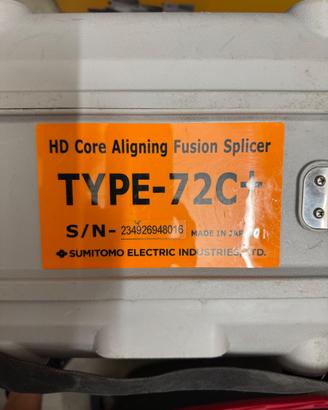 HD Core Aligning Fusion Splicer
TYPE-72C+
S/N- 234926948016 MADE IN JAPAN
SUMITOMO ELECTRIC INDUSTRIES, LTD.